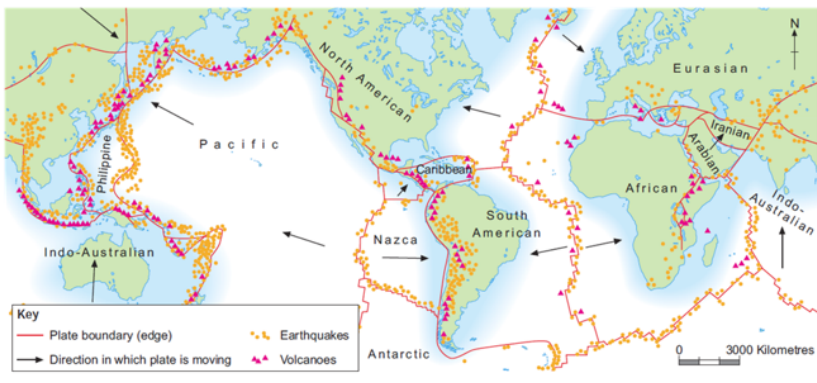 N
North
American
Eurasian
Pacific
Philippine
Iranian
Arabian
Caribbean
African
South
American
Indo-
Australian
Nazca
Indo-Australian
Antarctic
Key
Plate boundary (edge)
Earthquakes
Direction in which plate is moving
Volcanoes
0 3000 Kilometres